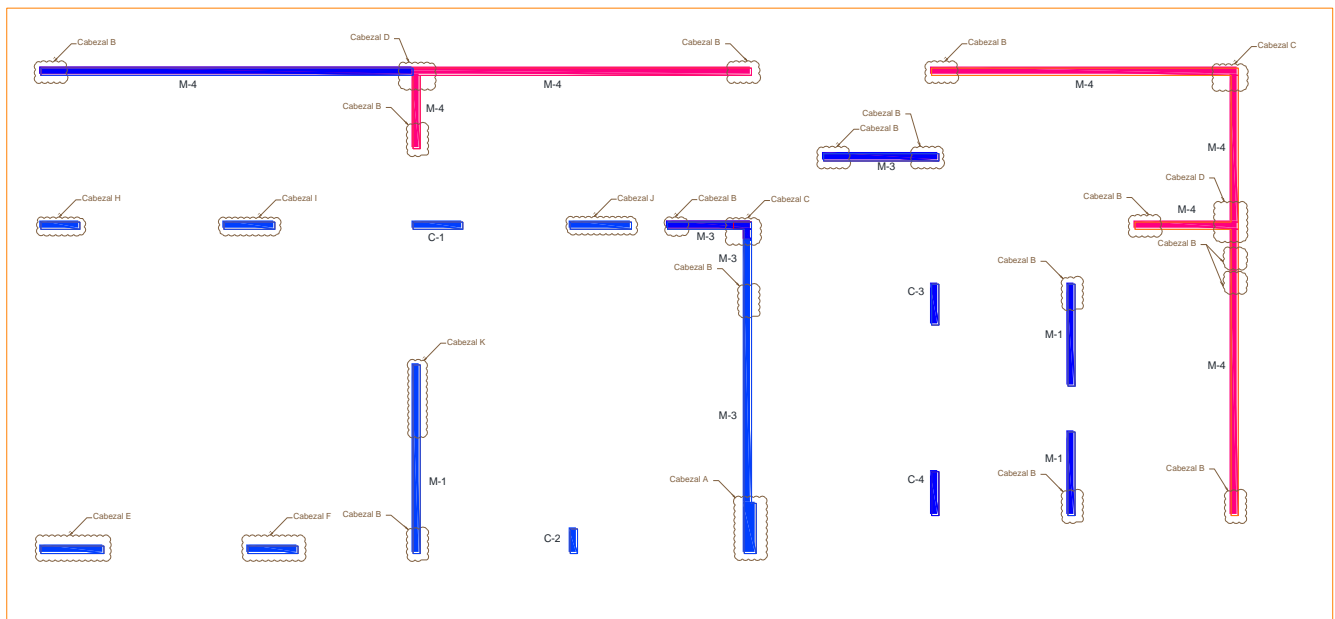 Cabezal B
Cabezal D
Cabezal B
Cabezal B
Cabezal C
M-4
M-4
M-4
Cabezal B
M-4
Cabezal B
Cabezal B
M-3
M-4
Cabezal D
Cabezal H
Cabezal I
C-1
Cabezal J
Cabezal B
Cabezal C
M-3
M-3
Cabezal B
Cabezal B
M-4
Cabezal B
Cabezal B
C-3
M-1
M-4
Cabezal K
M-3
M-1
Cabezal A
C-4
M-1
Cabezal B
Cabezal B
Cabezal E
Cabezal F
Cabezal B
C-2